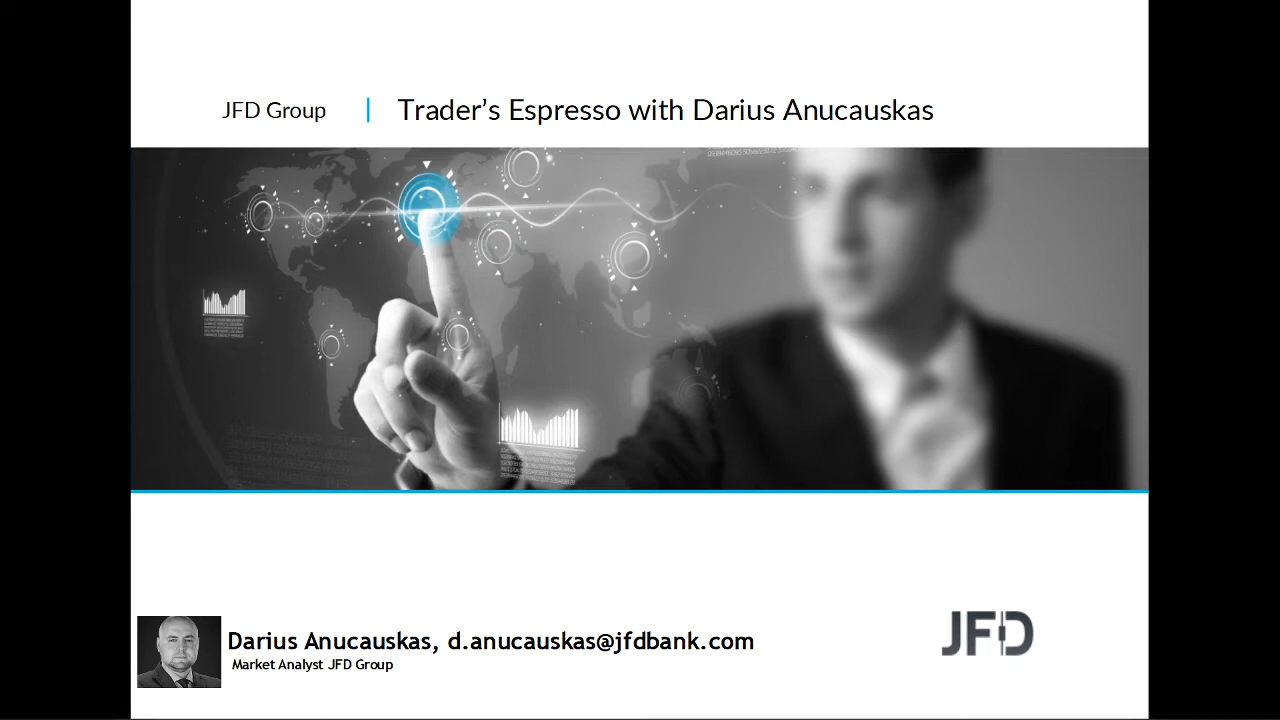 JFD Group
Trader’s Espresso with Darius Anucauskas
Darius Anucauskas, d.anucauskas@jfdbank.com
Market Analyst JFD Group
JFD